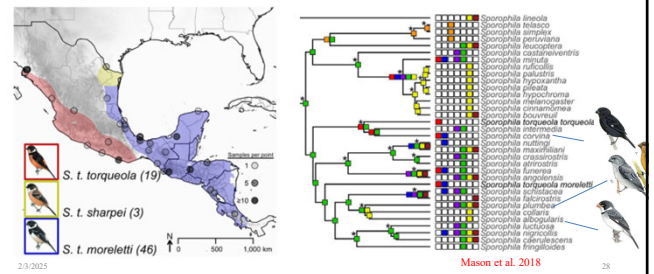 Samples per point
1
5
≥10
S. t. torqueola (19)
S. t. sharpei (3)
S. t. moreletti (46)
N
0
500
1,000 km
Sporophila lineola
Sporophila telasco
Sporophila simplex
Sporophila peruviana
Sporophila leucoptera
Sporophila castaneiventris
Sporophila minuta
Sporophila ruficollis
Sporophila palustris
Sporophila hypoxantha
Sporophila pileata
Sporophila hypochroma
Sporophila melanogaster
Sporophila cinnamomea
Sporophila bouvreuil
Sporophila torqueola torqueola
Sporophila intermedia
Sporophila corvina
Sporophila nuttingi
Sporophila maximiliani
Sporophila crassirostris
Sporophila atrirostris
Sporophila funerea
Sporophila angolensis
Sporophila torqueola moreletti
Sporophila schistacea
Sporophila falcirostris
Sporophila plumbea
Sporophila collaris
Sporophila albogularis
Sporophila luctuosa
Sporophila nigricollis
Sporophila caerulescens
Sporophila fringilloides
2/3/2025
Mason et al. 2018
28